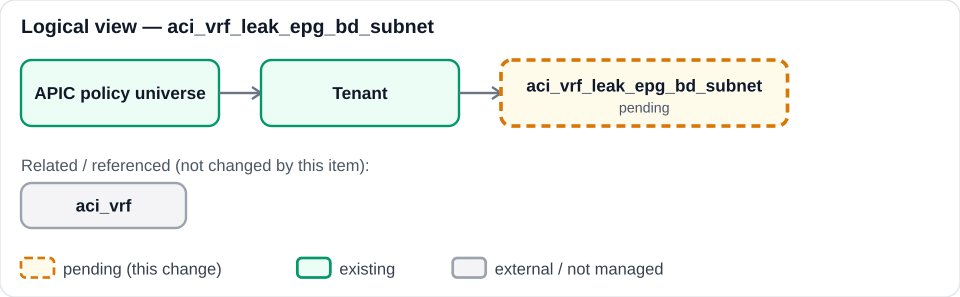 Logical view — aci_vrf_leak_epg_bd_subnet
APIC policy universe
Tenant
aci_vrf_leak_epg_bd_subnet
pending
Related / referenced (not changed by this item):
aci_vrf
pending (this change)
existing
external / not managed